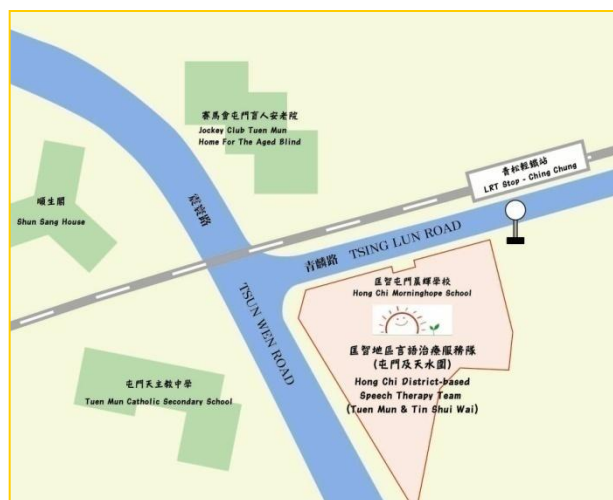 賽馬會屯門盲人安老院
Jockey Club Tuen Mun
Home For The Aged Blind
青松輕鐵站
LRT Stop - Ching Chung
順生閣
Shun Sang House
震寰路
TSUN WEN ROAD
青麟路 TSING LUN ROAD
匡智屯門晨輝學校
Hong Chi Morninghope School
匡智地區言語治療服務隊
(屯門及天水圍)
Hong Chi District-based
Speech Therapy Team
(Tuen Mun & Tin Shui Wai)
屯門天主教中學
Tuen Mun Catholic Secondary School